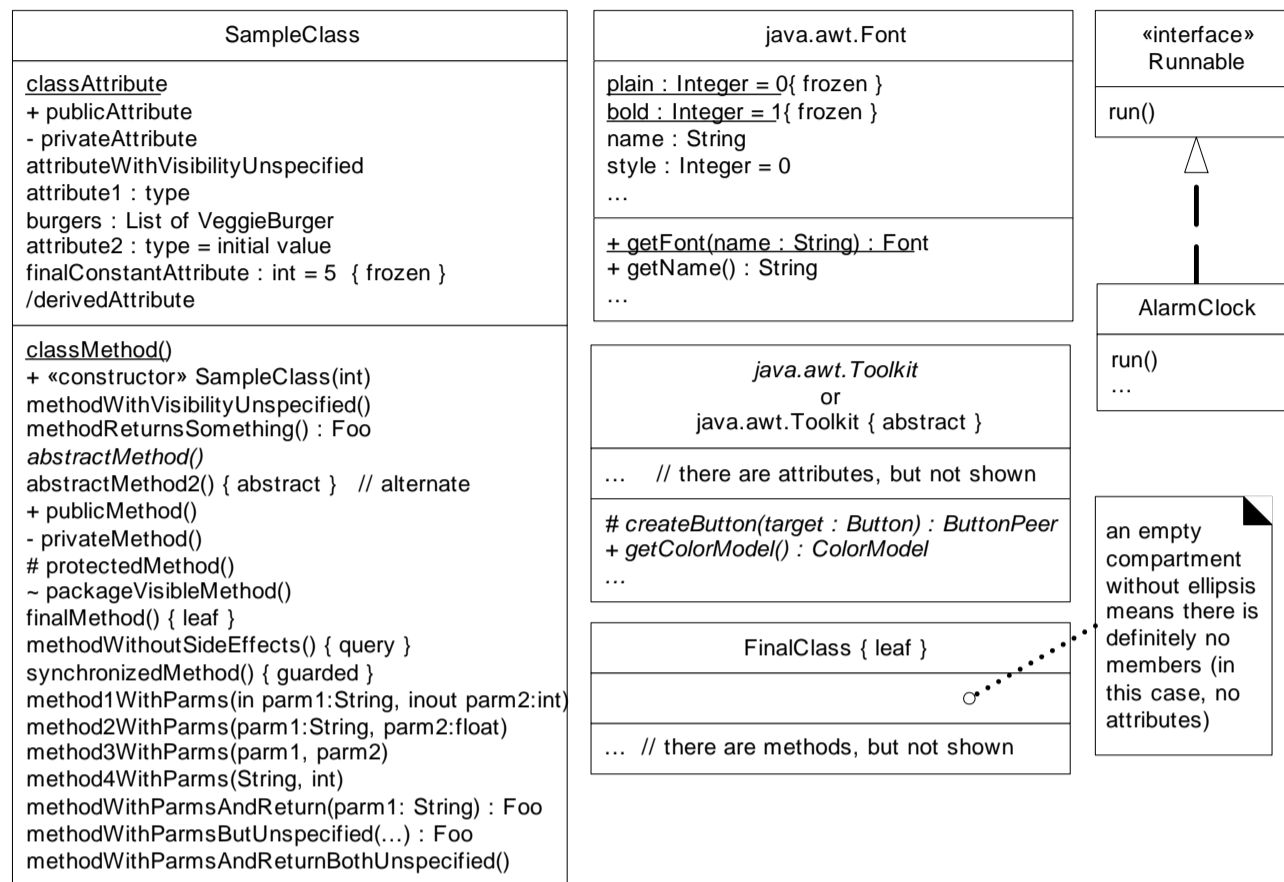 SampleClass
classAttribute
+ publicAttribute
- privateAttribute
attributeWithVisibilityUnspecified
attribute1 : type
burgers : List of VeggieBurger
attribute2 : type = initial value
finalConstantAttribute : int = 5 { frozen }
/derivedAttribute
classMethod()
+ «constructor» SampleClass(int)
methodWithVisibilityUnspecified()
methodReturnsSomething() : Foo
abstractMethod()
abstractMethod2() { abstract } // alternate
+ publicMethod()
- privateMethod()
# protectedMethod()
~ packageVisibleMethod()
finalMethod() { leaf }
methodWithoutSideEffects() { query }
synchronizedMethod() { guarded }
method1WithParms(in parm1:String, inout parm2:int)
method2WithParms(parm1:String, parm2:float)
method3WithParms(parm1, parm2)
method4WithParms(String, int)
methodWithParmsAndReturn(parm1: String) : Foo
methodWithParmsButUnspecified(...) : Foo
methodWithParmsAndReturnBothUnspecified()
java.awt.Font
plain : Integer = 0{ frozen }
bold : Integer = 1{ frozen }
name : String
style : Integer = 0
...
+ getFont(name : String) : Font
+ getName() : String
...
java.awt.Toolkit
or
java.awt.Toolkit { abstract }
... // there are attributes, but not shown
# createButton(target : Button) : ButtonPeer
+ getColorModel() : ColorModel
...
FinalClass { leaf }
... // there are methods, but not shown
«interface»
Runnable
run()
AlarmClock
run()
...
an empty
compartment
without ellipsis
means there is
definitely no
members (in
this case, no
attributes)